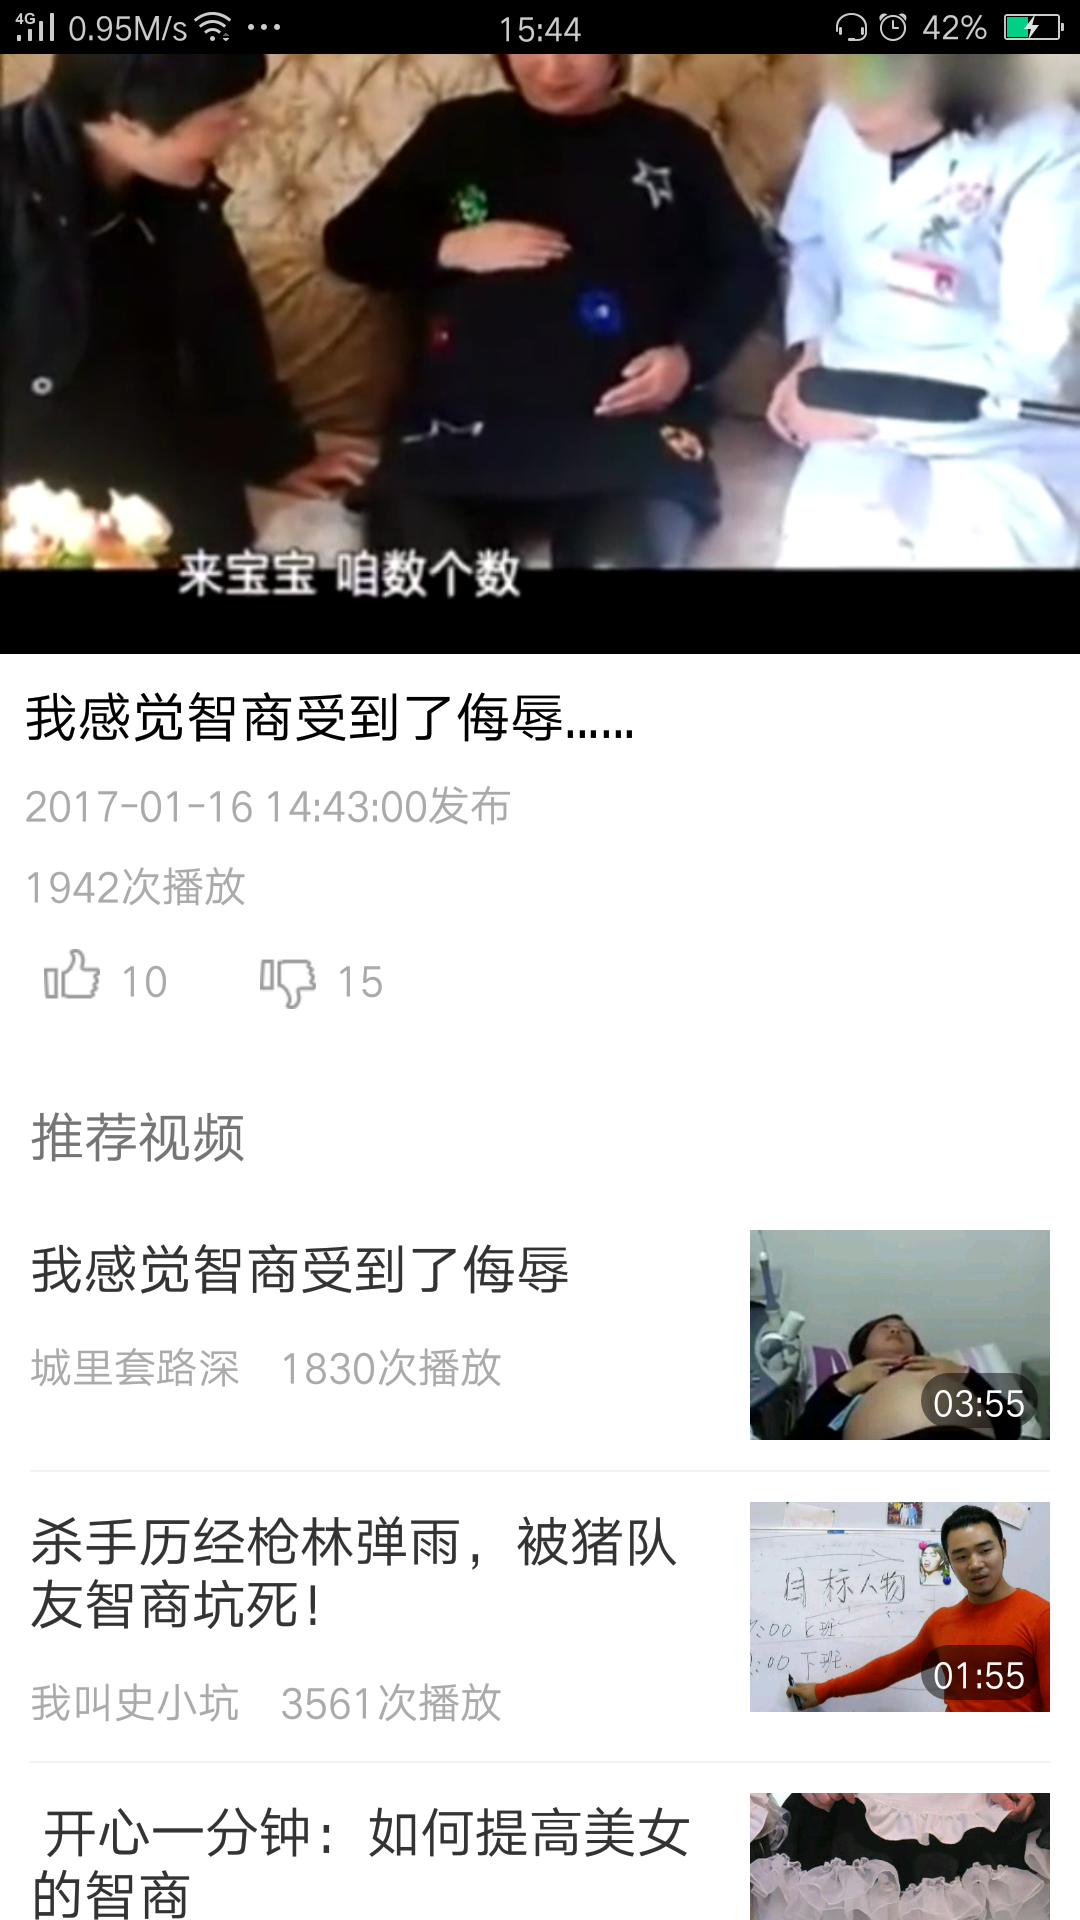 4G 0.95M/s ··· 15:44 42%
来宝宝 咱数个数
我感觉智商受到了侮辱……
2017-01-16 14:43:00发布
1942次播放
10 15
推荐视频
我感觉智商受到了侮辱
城里套路深 1830次播放
03:55
杀手历经枪林弹雨，被猪队
友智商坑死！
我叫史小坑 3561次播放
目标人物
7:00 上班
:00 下班
01:55
开心一分钟：如何提高美女
的智商